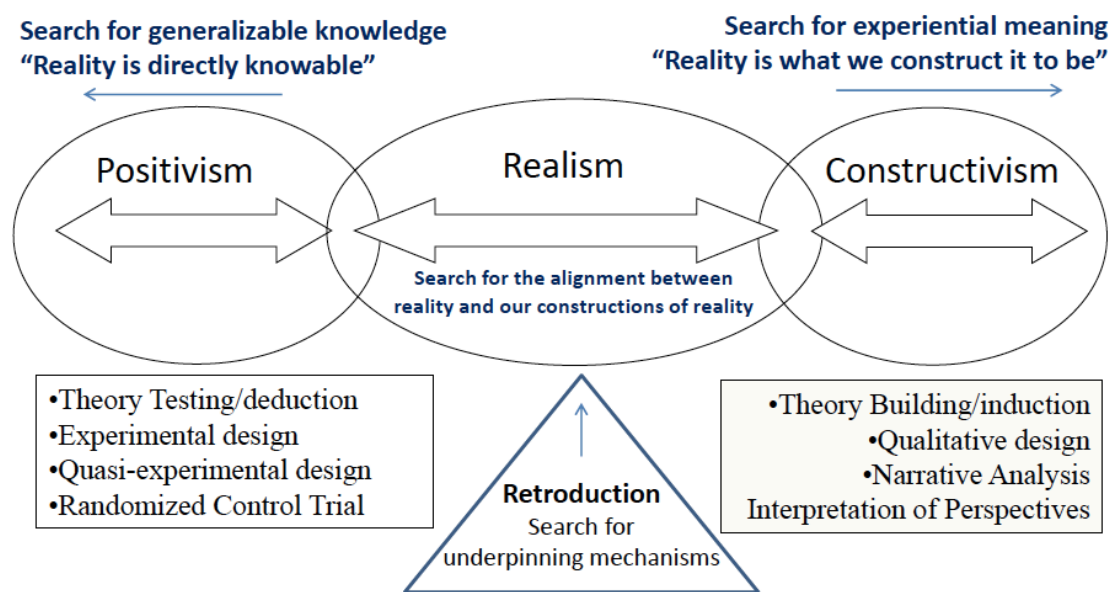 Search for generalizable knowledge
“Reality is directly knowable”
Search for experiential meaning
“Reality is what we construct it to be”
Positivism
Realism
Constructivism
Search for the alignment between
reality and our constructions of reality
•Theory Testing/deduction
•Experimental design
•Quasi-experimental design
•Randomized Control Trial
Retroduction
Search for
underpinning mechanisms
•Theory Building/induction
•Qualitative design
•Narrative Analysis
Interpretation of Perspectives